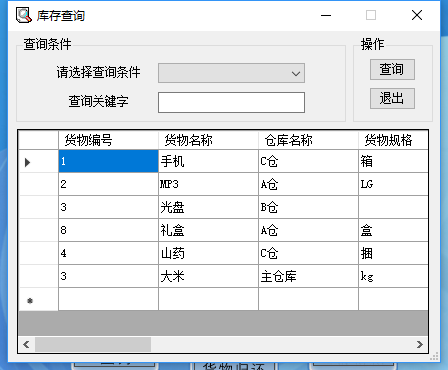 库存查询
查询条件
操作
请选择查询条件
查询
查询关键字
退出
货物编号 货物名称 仓库名称 货物规格
1 手机 C仓 箱
2 MP3 A仓 LG
3 光盘 B仓
8 礼盒 A仓 盒
4 山药 C仓 捆
3 大米 主仓库 kg
货物归还